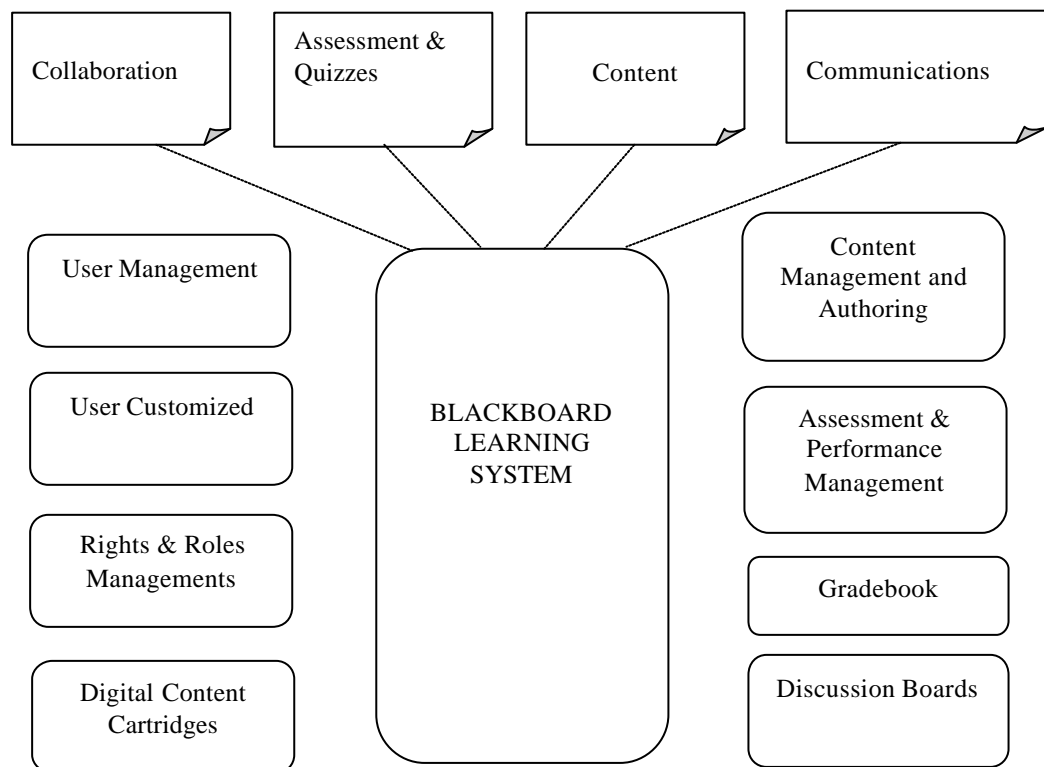 Collaboration
Assessment &
Quizzes
Content
Communications
User Management
User Customized
Rights & Roles
Managements
Digital Content
Cartridges
BLACKBOARD
LEARNING
SYSTEM
Content
Management and
Authoring
Assessment &
Performance
Management
Gradebook
Discussion Boards